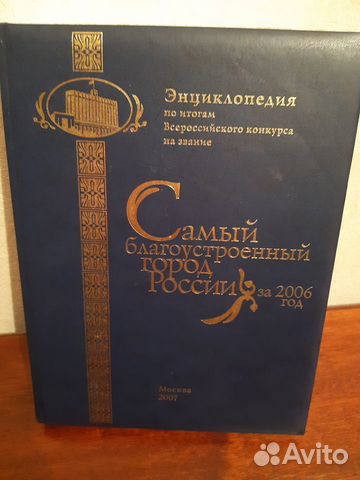 Энциклопедия
по итогам
Всероссийского конкурса
на звание
Самый
благоустроенный
город
России
за 2006
год
Москва
2007
Avito